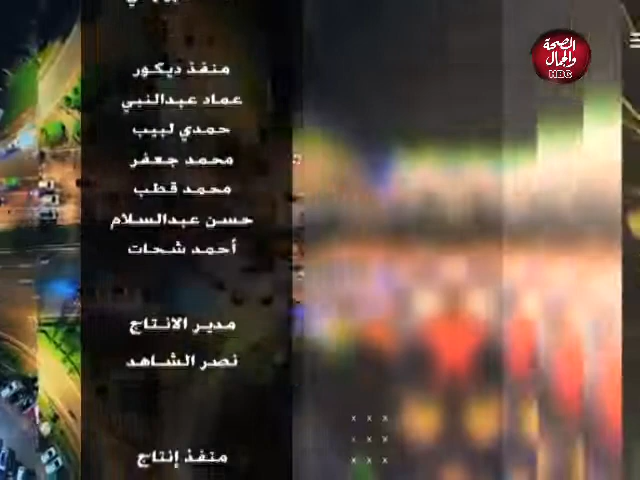 الصحة
والجمال
HBC
منفذ ديكور
عماد عبدالنبي
حمدي لبيب
محمد جعفر
محمد قطب
حسن عبدالسلام
أحمد شحات
مدير الانتاج
نصر الشاهد
منفذ إنتاج